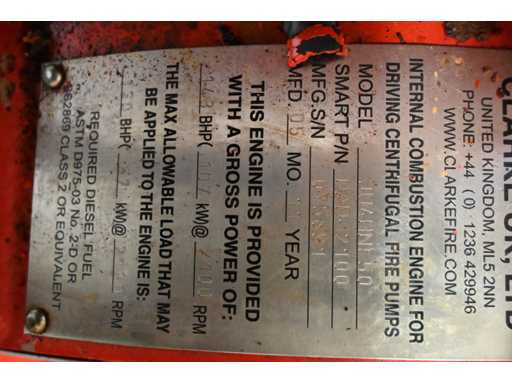 CLARKE UK, LTD
UNITED KINGDOM, ML5 2NN
PHONE +44 ( 0) 1236 429946
WWW.CLARKEFIRE.COM
INTERNAL COMBUSTION ENGINE FOR
DRIVING CENTRIFUGAL FIRE PUMPS
MODEL
SMART P/N
MFG.S/N
MFD. 05 MO. YEAR
THIS ENGINE IS PROVIDED
WITH A GROSS POWER OF:
BHP( kW@ 2400 RPM
THE MAX ALLOWABLE LOAD THAT MAY
BE APPLIED TO THE ENGINE IS:
BHP( kW@ RPM
REQUIRED DIESEL FUEL
ASTM D975-03 No. 2-D OR
BS2869 CLASS 2 OR EQUIVALENT